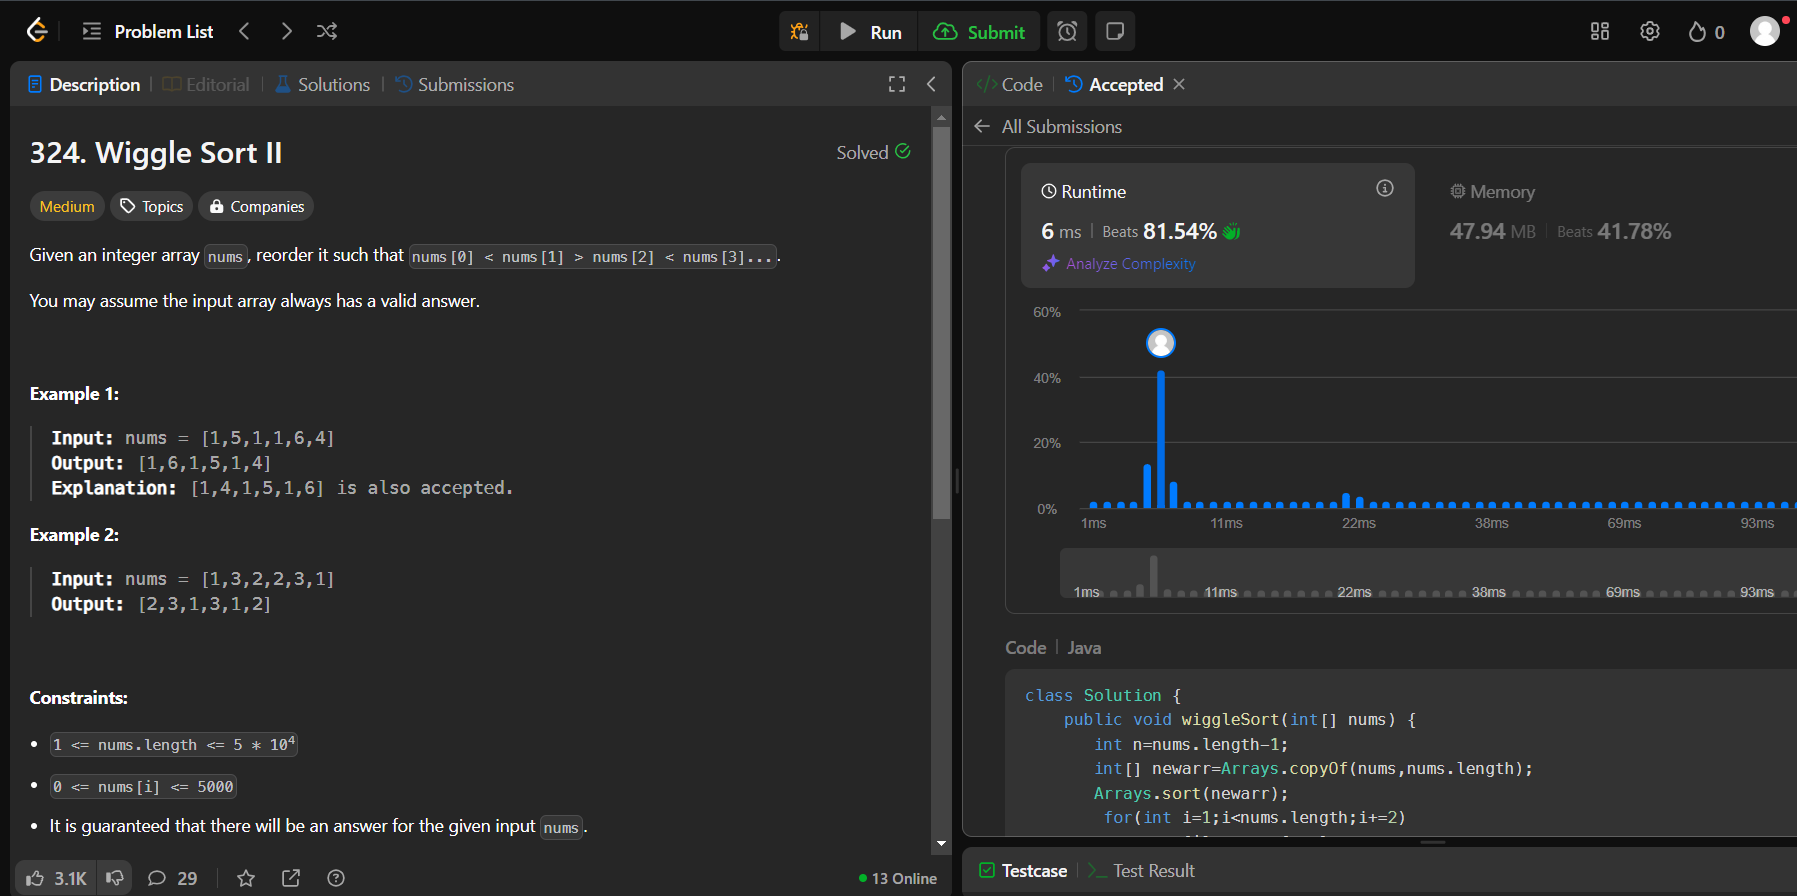 Problem List
Run
Submit
0
Description
Editorial
Solutions
Submissions
324. Wiggle Sort II
Solved
Medium
Topics
Companies
Given an integer array nums, reorder it such that nums[0] < nums[1] > nums[2] < nums[3]....
You may assume the input array always has a valid answer.
Example 1:
Input: nums = [1,5,1,1,6,4]
Output: [1,6,1,5,1,4]
Explanation: [1,4,1,5,1,6] is also accepted.
Example 2:
Input: nums = [1,3,2,2,3,1]
Output: [2,3,1,3,1,2]
Constraints:
• 1 <= nums.length <= 5 * 10⁴
• 0 <= nums[i] <= 5000
• It is guaranteed that there will be an answer for the given input nums.
3.1K
29
13 Online
</> Code
Accepted
All Submissions
Runtime
6 ms | Beats 81.54%
Analyze Complexity
Memory
47.94 MB | Beats 41.78%
60%
40%
20%
0%
1ms 11ms 22ms 38ms 69ms 93ms
1ms 11ms 22ms 38ms 69ms 93ms
Code | Java
class Solution {
public void wiggleSort(int[] nums) {
int n=nums.length-1;
int[] newarr=Arrays.copyOf(nums,nums.length);
Arrays.sort(newarr);
for(int i=1;i<nums.length;i+=2)
Testcase
>_ Test Result